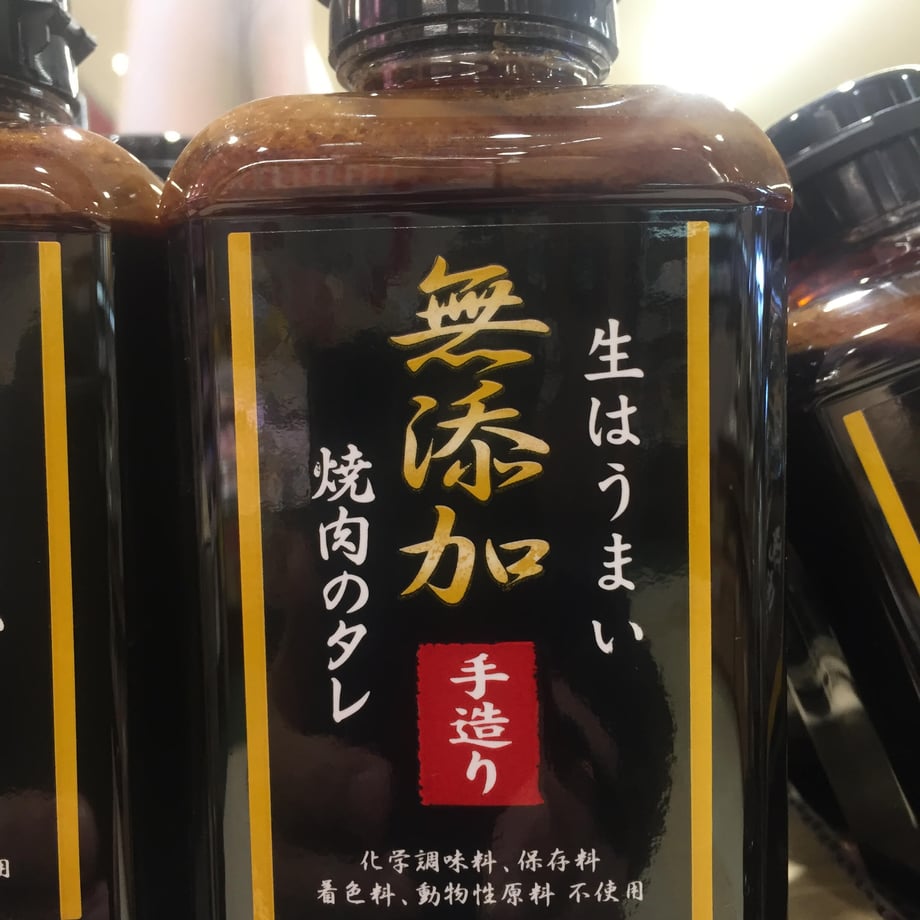 生はうまい
無添加
焼肉のタレ
手造り
化学調味料、保存料
着色料、動物性原料 不使用
用